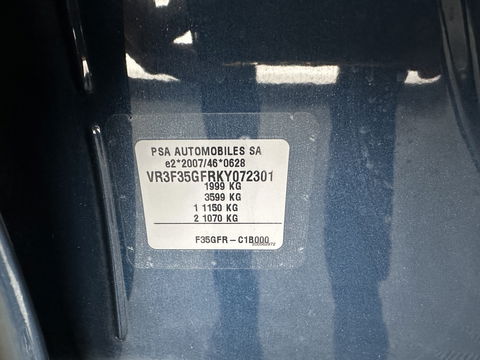 PSA AUTOMOBILES SA
e2*2007/46*0628
VR3F35GFRKY072301
1999 KG
3599 KG
1 1150 KG
2 1070 KG
F35GFR-C1B000